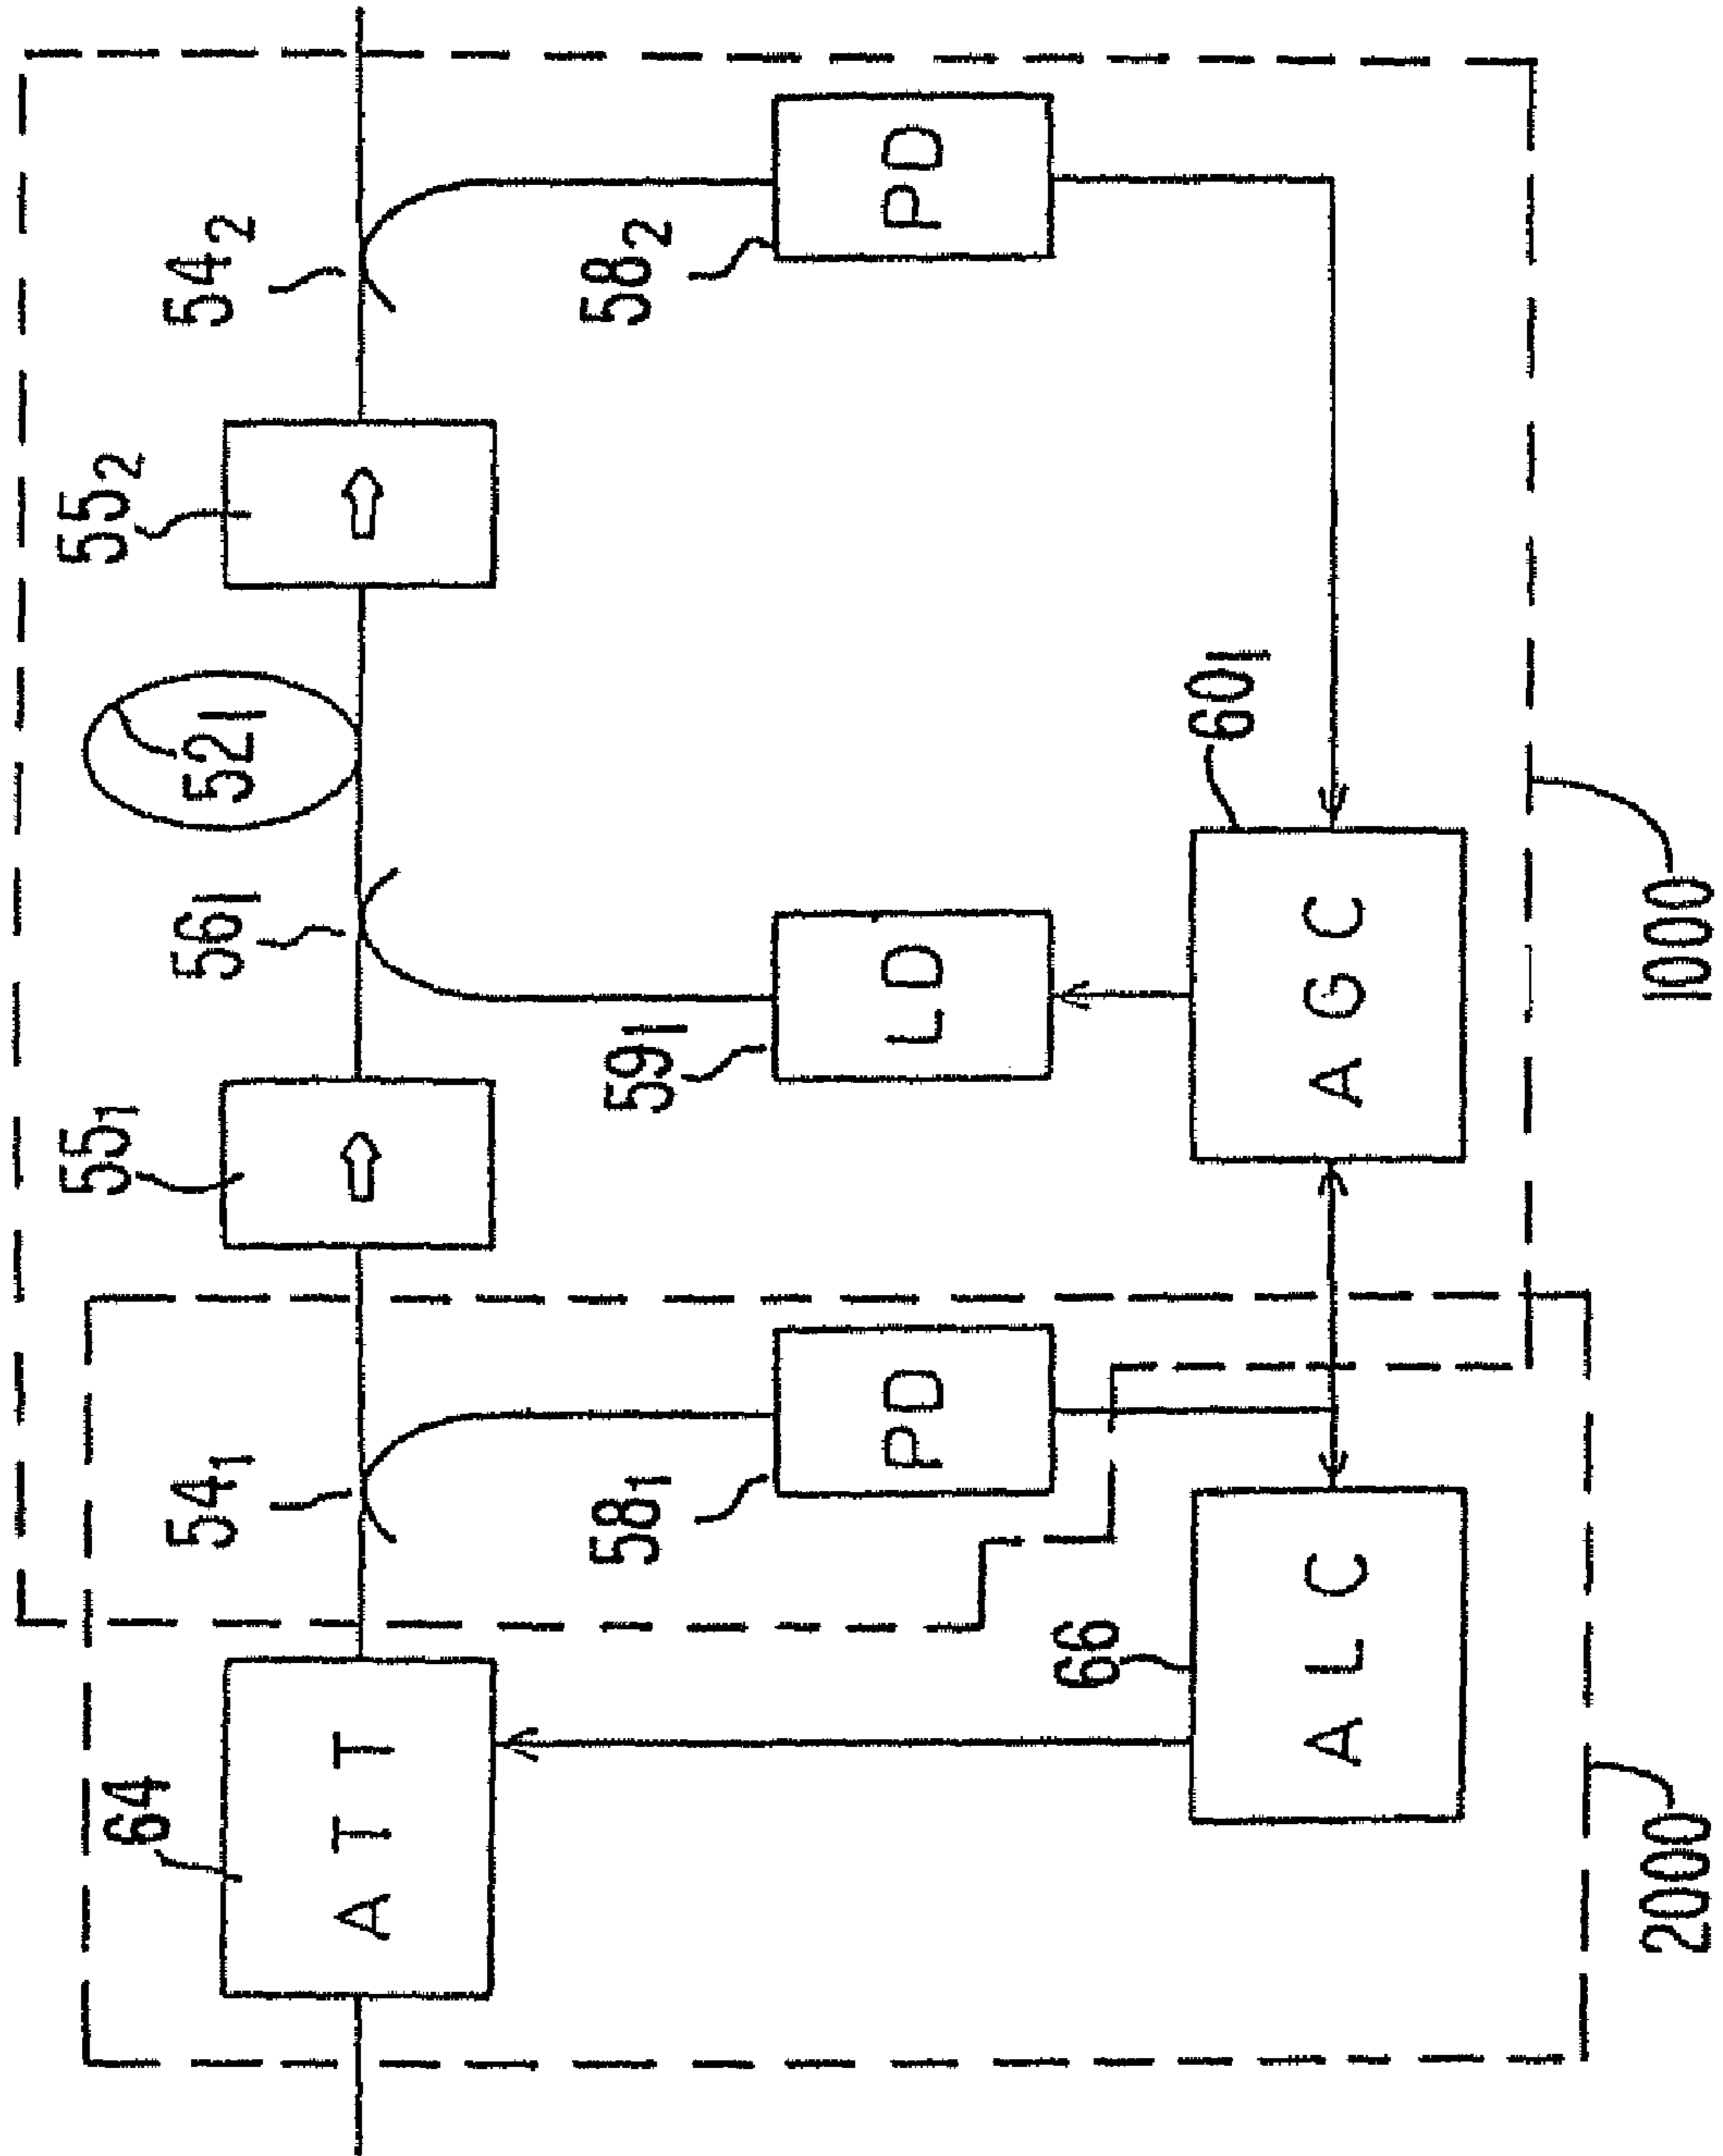 64
ATT
54₁
55₁
56₁
52₁
55₂
54₂
58₁
PD
59₁
LD
58₂
PD
66
ALC
60₁
AGC
2000
1000